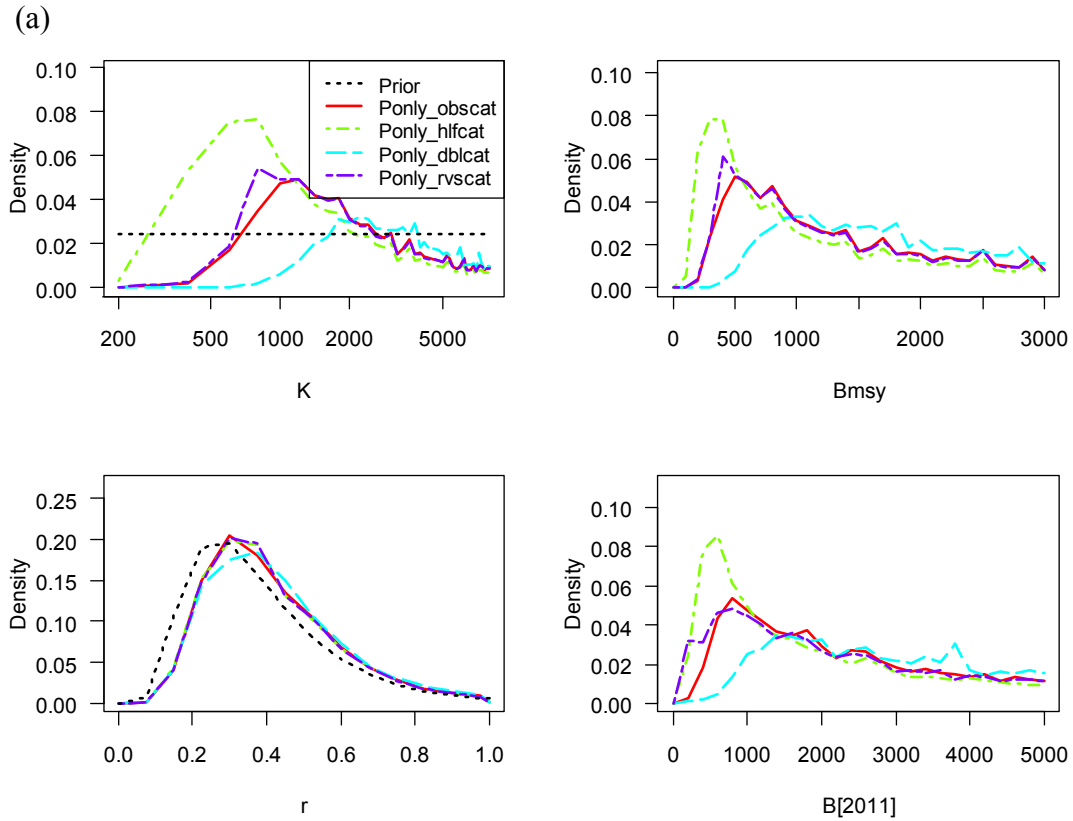 (a)
0.10
0.08
0.06
0.04
0.02
0.00
Density
200 500 1000 2000 5000
K
Prior
Ponly_obscat
Ponly_hlfcat
Ponly_dblcat
Ponly_rvscat
0.10
0.08
0.06
0.04
0.02
0.00
Density
0 500 1000 2000 3000
Bmsy
0.25
0.20
0.15
0.10
0.05
0.00
Density
0.0 0.2 0.4 0.6 0.8 1.0
r
0.10
0.08
0.06
0.04
0.02
0.00
Density
0 1000 2000 3000 4000 5000
B[2011]